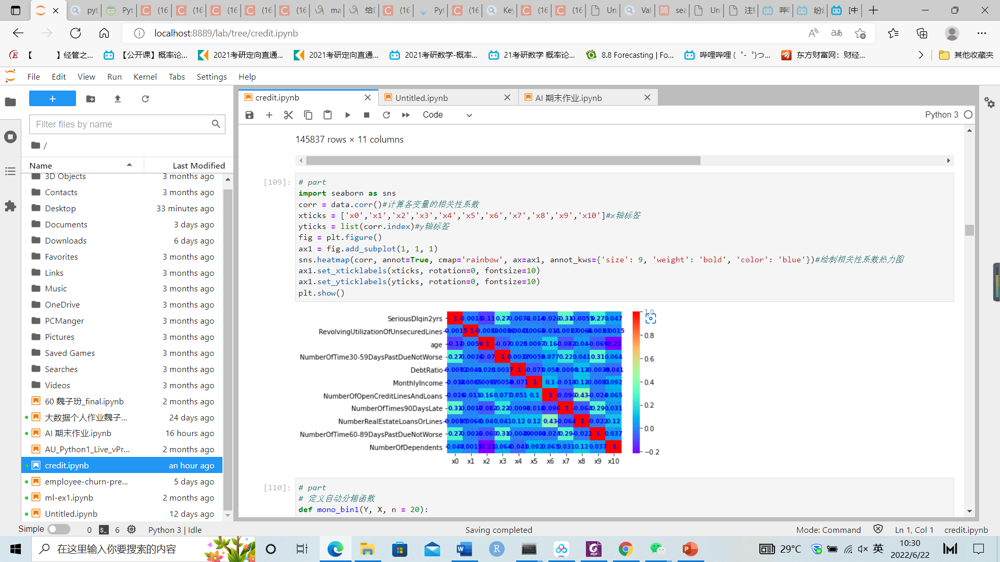 pyt
Pyt
(16
(16
(16
(16
(16
ma
给[
(16
Pyt
(16
Key
(16
(16
Un
Val
sea
Un
注销
哔哩
纷纷
[中
localhost:8889/lab/tree/credit.ipynb
【 】经管之...
【公开课】概率论...
2021考研定向直通...
2021考研定向直通...
2021考研数学-概率...
21考研数学 概率论...
8.8 Forecasting | Fo...
哔哩哔哩 ( ゜- ゜)つ...
东方财富网：财经...
其他收藏夹
File Edit View Run Kernel Tabs Settings Help
credit.ipynb
Untitled.ipynb
AI 期末作业.ipynb
Code
Python 3
Filter files by name
/
Name Last Modified
3D Objects 3 months ago
Contacts 3 months ago
Desktop 33 minutes ago
Documents 3 days ago
Downloads 6 days ago
Favorites 3 months ago
Links 3 months ago
Music 3 months ago
OneDrive 3 months ago
PCManger 3 months ago
Pictures 3 months ago
Saved Games 3 months ago
Searches 3 months ago
Videos 3 months ago
60 魏子玢_final.ipynb 2 months ago
大数据个人作业魏子... 24 days ago
AI 期末作业.ipynb 16 hours ago
AU_Python1_Live_vPr... 2 months ago
credit.ipynb an hour ago
employee-churn-pre... 5 days ago
ml-ex1.ipynb 2 months ago
Untitled.ipynb 12 days ago
145837 rows × 11 columns
[109]:
# part
import seaborn as sns
corr = data.corr()#计算各变量的相关性系数
xticks = ['x0','x1','x2','x3','x4','x5','x6','x7','x8','x9','x10']#x轴标签
yticks = list(corr.index)#y轴标签
fig = plt.figure()
ax1 = fig.add_subplot(1, 1, 1)
sns.heatmap(corr, annot=True, cmap='rainbow', ax=ax1, annot_kws={'size': 9, 'weight': 'bold', 'color': 'blue'})#绘制相关性系数热力图
ax1.set_xticklabels(xticks, rotation=0, fontsize=10)
ax1.set_yticklabels(yticks, rotation=0, fontsize=10)
plt.show()
SeriousDlqin2yrs
RevolvingUtilizationOfUnsecuredLines
age
NumberOfTime30-59DaysPastDueNotWorse
DebtRatio
MonthlyIncome
NumberOfOpenCreditLinesAndLoans
NumberOfTimes90DaysLate
NumberRealEstateLoansOrLines
NumberOfTime60-89DaysPastDueNotWorse
NumberOfDependents
x0 x1 x2 x3 x4 x5 x6 x7 x8 x9 x10
1.0
0.8
0.6
0.4
0.2
0.0
−0.2
[110]:
# part
# 定义自动分箱函数
def mono_bin1(Y, X, n = 20):
Simple 0 6 Python 3 | Idle
Saving completed
Mode: Command Ln 1, Col 1 credit.ipynb
在这里输入你要搜索的内容
29°C
英
10:30
2022/6/22